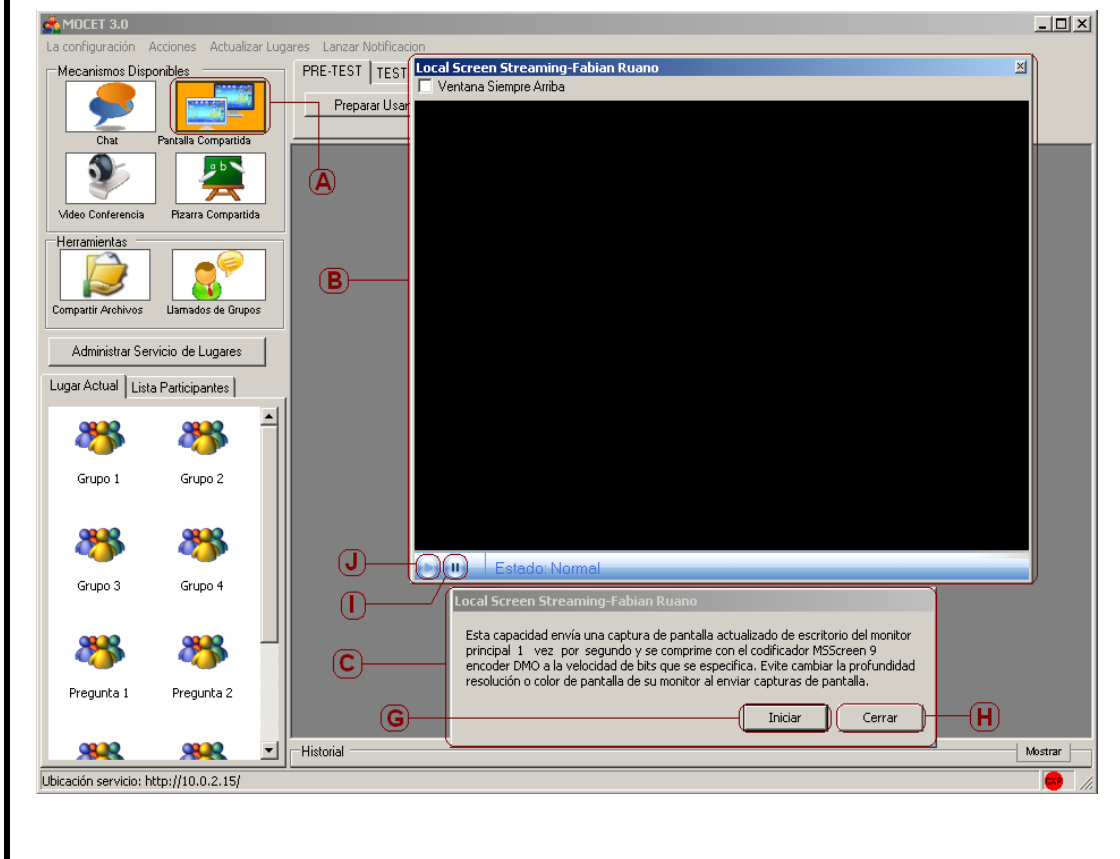 MOCET 3.0
La configuración Acciones Actualizar Lugares Lanzar Notificacion
Mecanismos Disponibles
Chat
Pantalla Compartida
Video Conferencia
Pizarra Compartida
Herramientas
Compartir Archivos
Llamados de Grupos
Administrar Servicio de Lugares
Lugar Actual
Lista Participantes
Grupo 1
Grupo 2
Grupo 3
Grupo 4
Pregunta 1
Pregunta 2
PRE-TEST
TEST
Preparar Usar
A
B
Local Screen Streaming-Fabian Ruano
Ventana Siempre Arriba
J
I
Estado: Normal
C
Local Screen Streaming-Fabian Ruano
Esta capacidad envía una captura de pantalla actualizado de escritorio del monitor
principal 1 vez por segundo y se comprime con el codificador MSScreen 9
encoder DMO a la velocidad de bits que se especifica. Evite cambiar la profundidad
resolución o color de pantalla de su monitor al enviar capturas de pantalla.
G
Iniciar
Cerrar
H
Historial
Mostrar
Ubicación servicio: http://10.0.2.15/
CXP